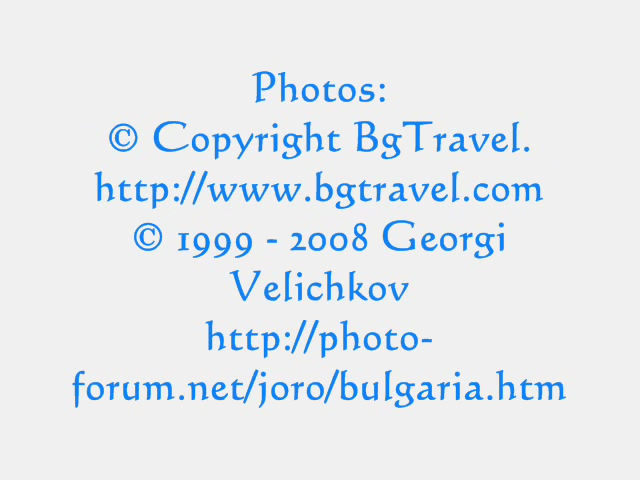 Photos:
© Copyright BgTravel.
http://www.bgtravel.com
© 1999 - 2008 Georgi
Velichkov
http://photo-
forum.net/joro/bulgaria.htm